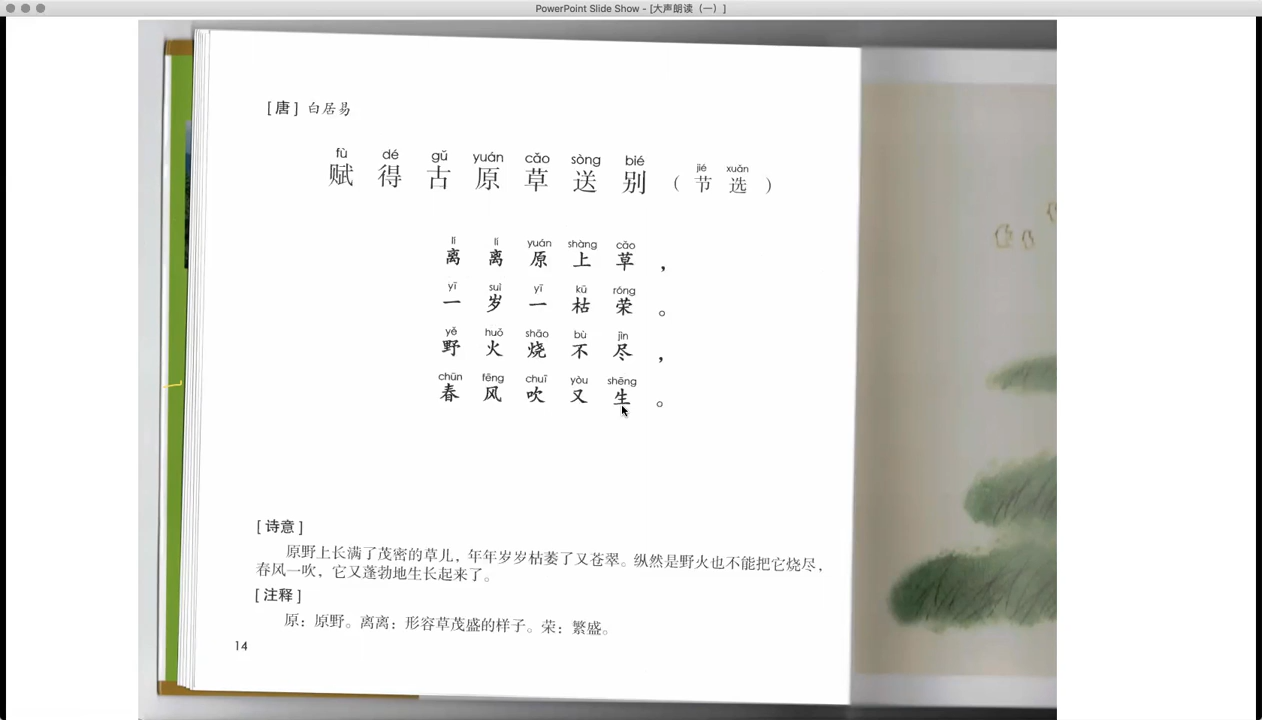 PowerPoint Slide Show - [大声朗读（一）]
[唐] 白居易
fù dé gǔ yuán cǎo sòng bié jié xuǎn
赋得古原草送别（节选）
lí lí yuán shàng cǎo
离离原上草，
yī suì yī kū róng
一岁一枯荣。
yě huǒ shāo bù jìn
野火烧不尽，
chūn fēng chuī yòu shēng
春风吹又生。
[诗意]
原野上长满了茂密的草儿，年年岁岁枯萎了又苍翠。纵然是野火也不能把它烧尽，
春风一吹，它又蓬勃地生长起来了。
[注释]
原：原野。离离：形容草茂盛的样子。荣：繁盛。
14